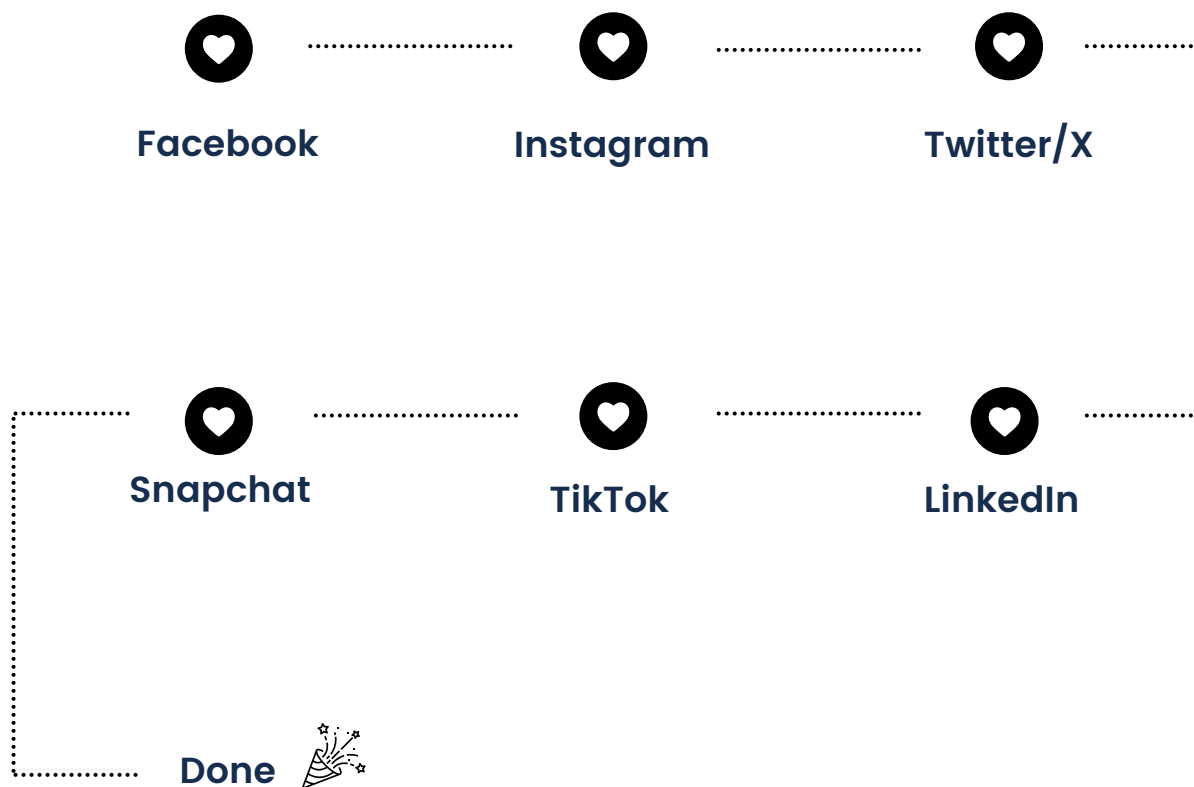 Facebook
Instagram
Twitter/X
Snapchat
TikTok
LinkedIn
Done